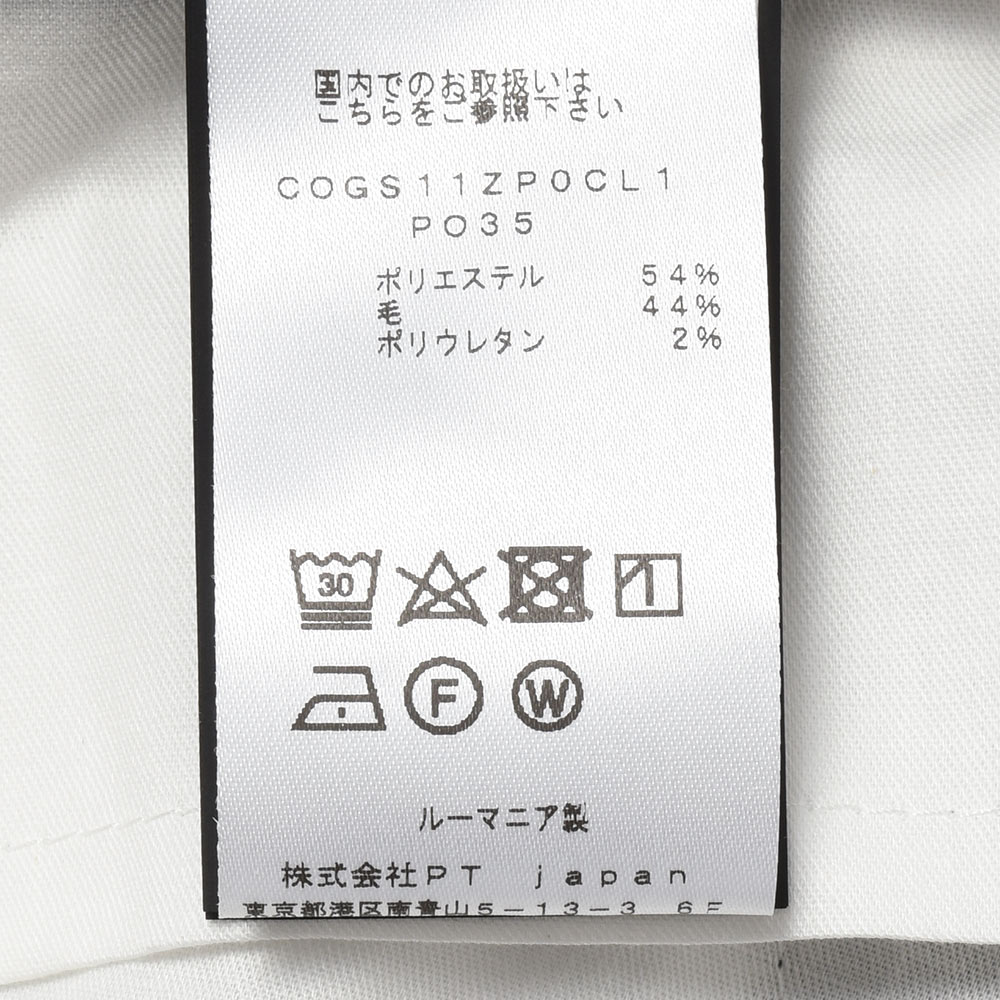 国内でのお取扱いは
こちらをご参照下さい
COGS11ZP0CL1
PO35
ポリエステル 54%
毛 44%
ポリウレタン 2%
30
1
F W
ルーマニア製
株式会社PT japan
東京都港区南青山5-13-3 6F